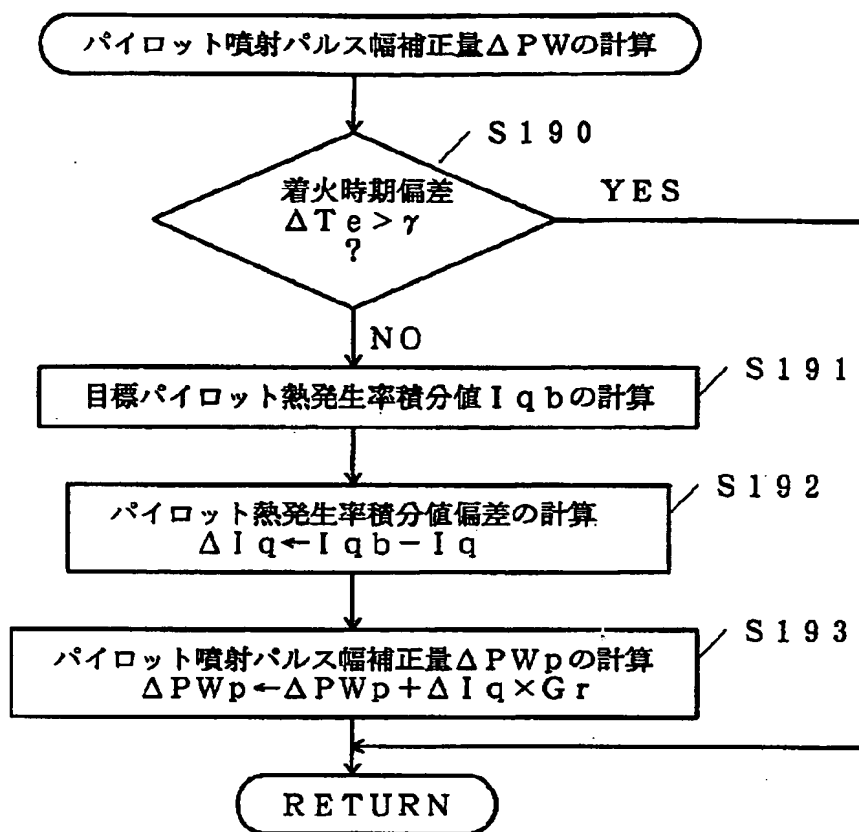 パイロット噴射パルス幅補正量ΔPWの計算
S190
着火時期偏差
ΔTe>γ
?
YES
NO
S191
目標パイロット熱発生率積分値Iqbの計算
S192
パイロット熱発生率積分値偏差の計算
ΔIq←Iqb−Iq
S193
パイロット噴射パルス幅補正量ΔPWpの計算
ΔPWp←ΔPWp+ΔIq×Gr
RETURN